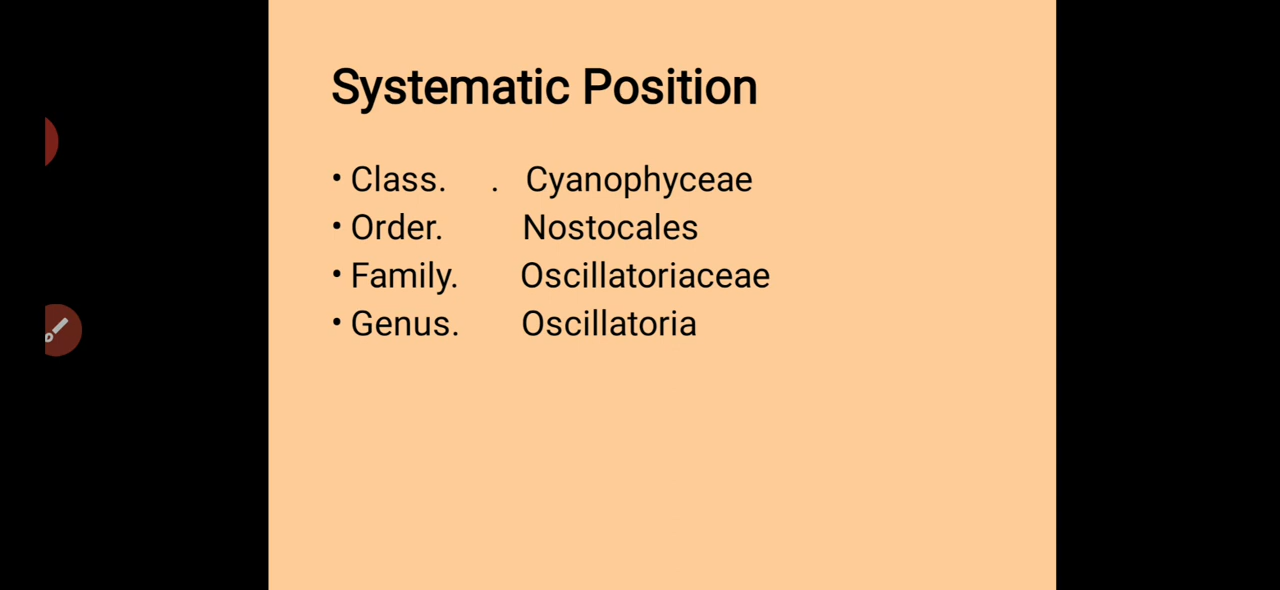 Systematic Position
• Class. . Cyanophyceae
• Order. Nostocales
• Family. Oscillatoriaceae
• Genus. Oscillatoria